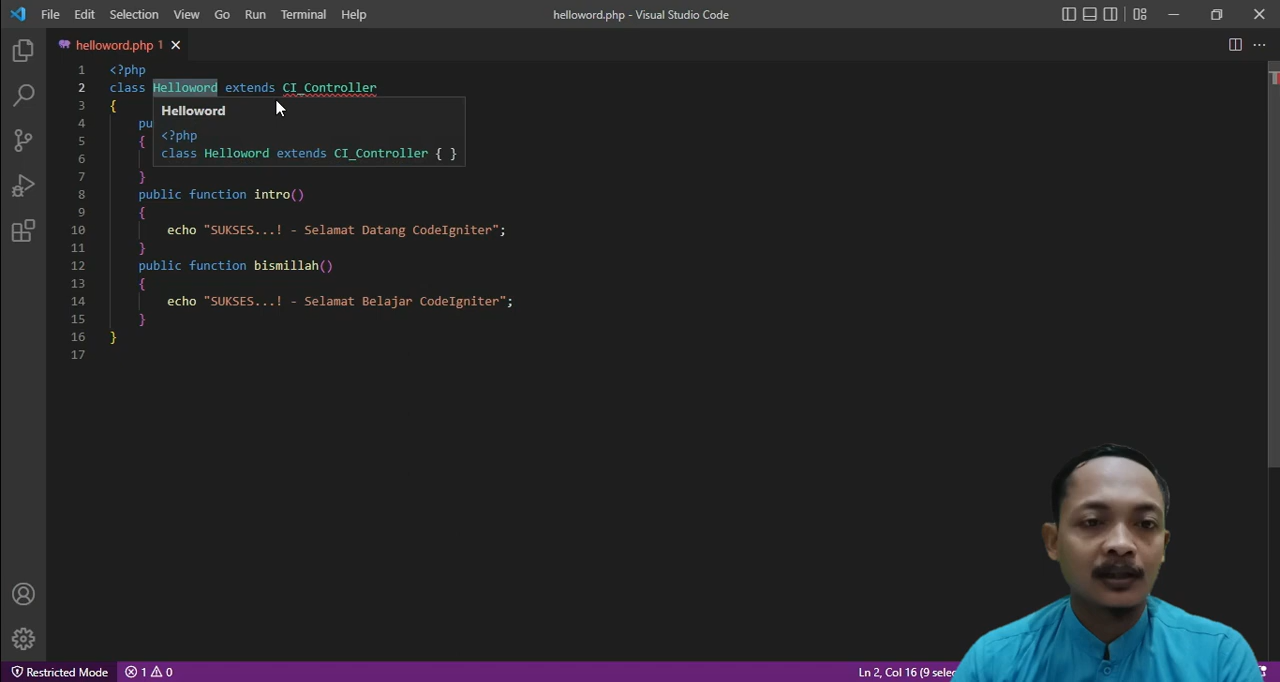 File Edit Selection View Go Run Terminal Help
helloword.php - Visual Studio Code
helloword.php 1
1 <?php
2 class Helloword extends CI_Controller
3 {
4 pu
5 {
6
7 }
8 public function intro()
9 {
10 echo "SUKSES...! - Selamat Datang CodeIgniter";
11 }
12 public function bismillah()
13 {
14 echo "SUKSES...! - Selamat Belajar CodeIgniter";
15 }
16 }
17
Helloword
<?php
class Helloword extends CI_Controller { }
Restricted Mode
1 0
Ln 2, Col 16 (9 selec